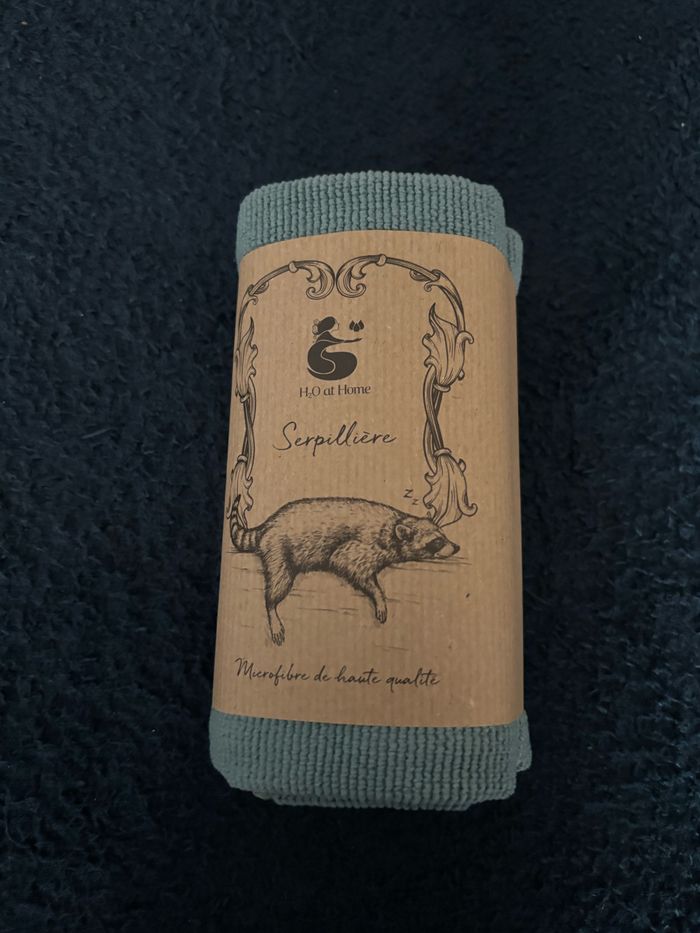 H₂O at Home
Serpillière
z z
Microfibre de haute qualité